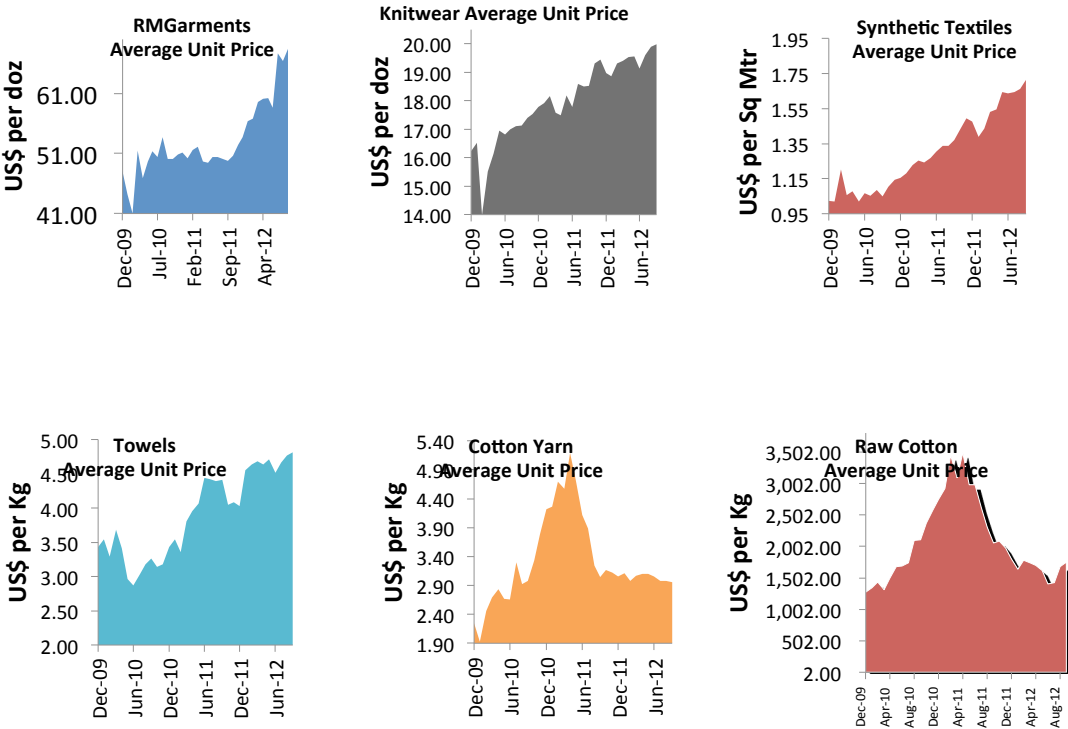 RMGarments
Average Unit Price
US$ per doz
61.00
51.00
41.00
Dec-09
Jul-10
Feb-11
Sep-11
Apr-12
Knitwear Average Unit Price
US$ per doz
20.00
19.00
18.00
17.00
16.00
15.00
14.00
Dec-09
Jun-10
Dec-10
Jun-11
Dec-11
Jun-12
Synthetic Textiles
Average Unit Price
US$ per Sq Mtr
1.95
1.75
1.55
1.35
1.15
0.95
Dec-09
Jun-10
Dec-10
Jun-11
Dec-11
Jun-12
Towels
Average Unit Price
US$ per Kg
5.00
4.50
4.00
3.50
3.00
2.50
2.00
Dec-09
Jun-10
Dec-10
Jun-11
Dec-11
Jun-12
Cotton Yarn
Average Unit Price
US$ per Kg
5.40
4.90
4.40
3.90
3.40
2.90
2.40
1.90
Dec-09
Jun-10
Dec-10
Jun-11
Dec-11
Jun-12
Raw Cotton
Average Unit Price
US$ per Kg
3,502.00
3,002.00
2,502.00
2,002.00
1,502.00
1,002.00
502.00
2.00
Dec-09
Apr-10
Aug-10
Dec-10
Apr-11
Aug-11
Dec-11
Apr-12
Aug-12